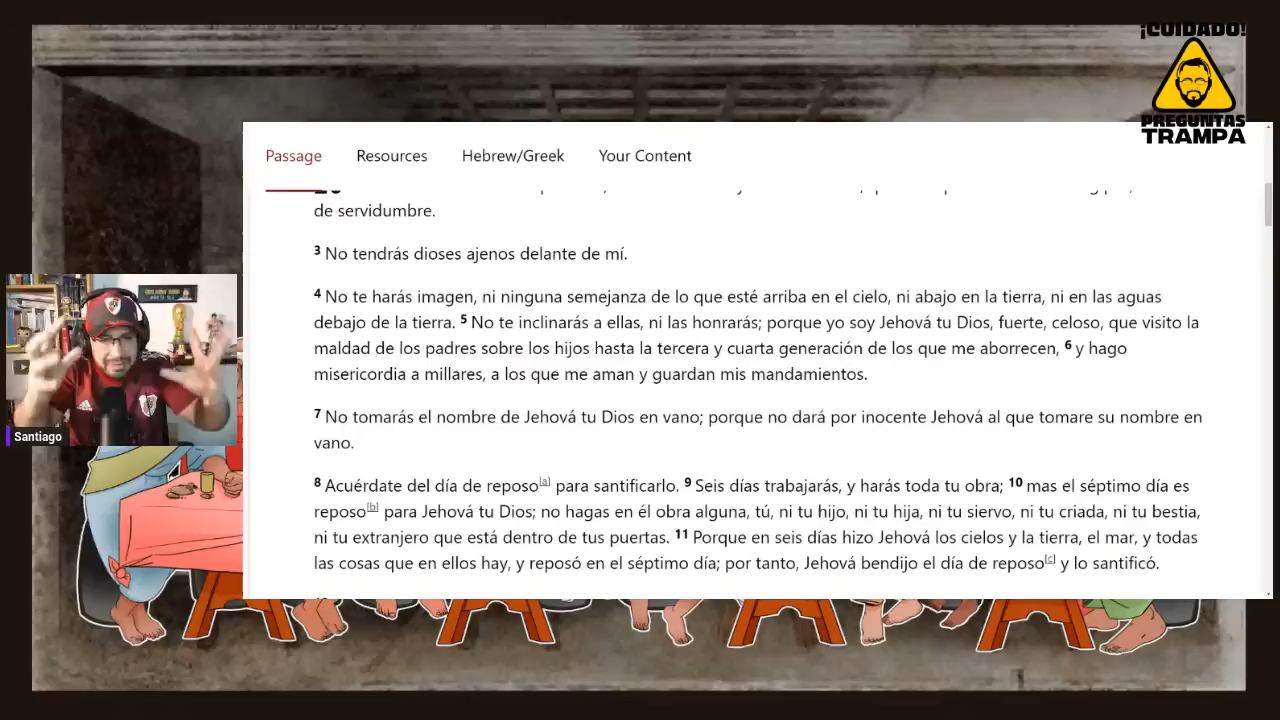 ¡CUIDADO!
PREGUNTAS
TRAMPA
Passage Resources Hebrew/Greek Your Content
de servidumbre.
3 No tendrás dioses ajenos delante de mí.
4 No te harás imagen, ni ninguna semejanza de lo que esté arriba en el cielo, ni abajo en la tierra, ni en las aguas
debajo de la tierra. 5 No te inclinarás a ellas, ni las honrarás; porque yo soy Jehová tu Dios, fuerte, celoso, que visito la
maldad de los padres sobre los hijos hasta la tercera y cuarta generación de los que me aborrecen, 6 y hago
misericordia a millares, a los que me aman y guardan mis mandamientos.
7 No tomarás el nombre de Jehová tu Dios en vano; porque no dará por inocente Jehová al que tomare su nombre en
vano.
8 Acuérdate del día de reposo[a] para santificarlo. 9 Seis días trabajarás, y harás toda tu obra; 10 mas el séptimo día es
reposo[b] para Jehová tu Dios; no hagas en él obra alguna, tú, ni tu hijo, ni tu hija, ni tu siervo, ni tu criada, ni tu bestia,
ni tu extranjero que está dentro de tus puertas. 11 Porque en seis días hizo Jehová los cielos y la tierra, el mar, y todas
las cosas que en ellos hay, y reposó en el séptimo día; por tanto, Jehová bendijo el día de reposo[c] y lo santificó.
Santiago